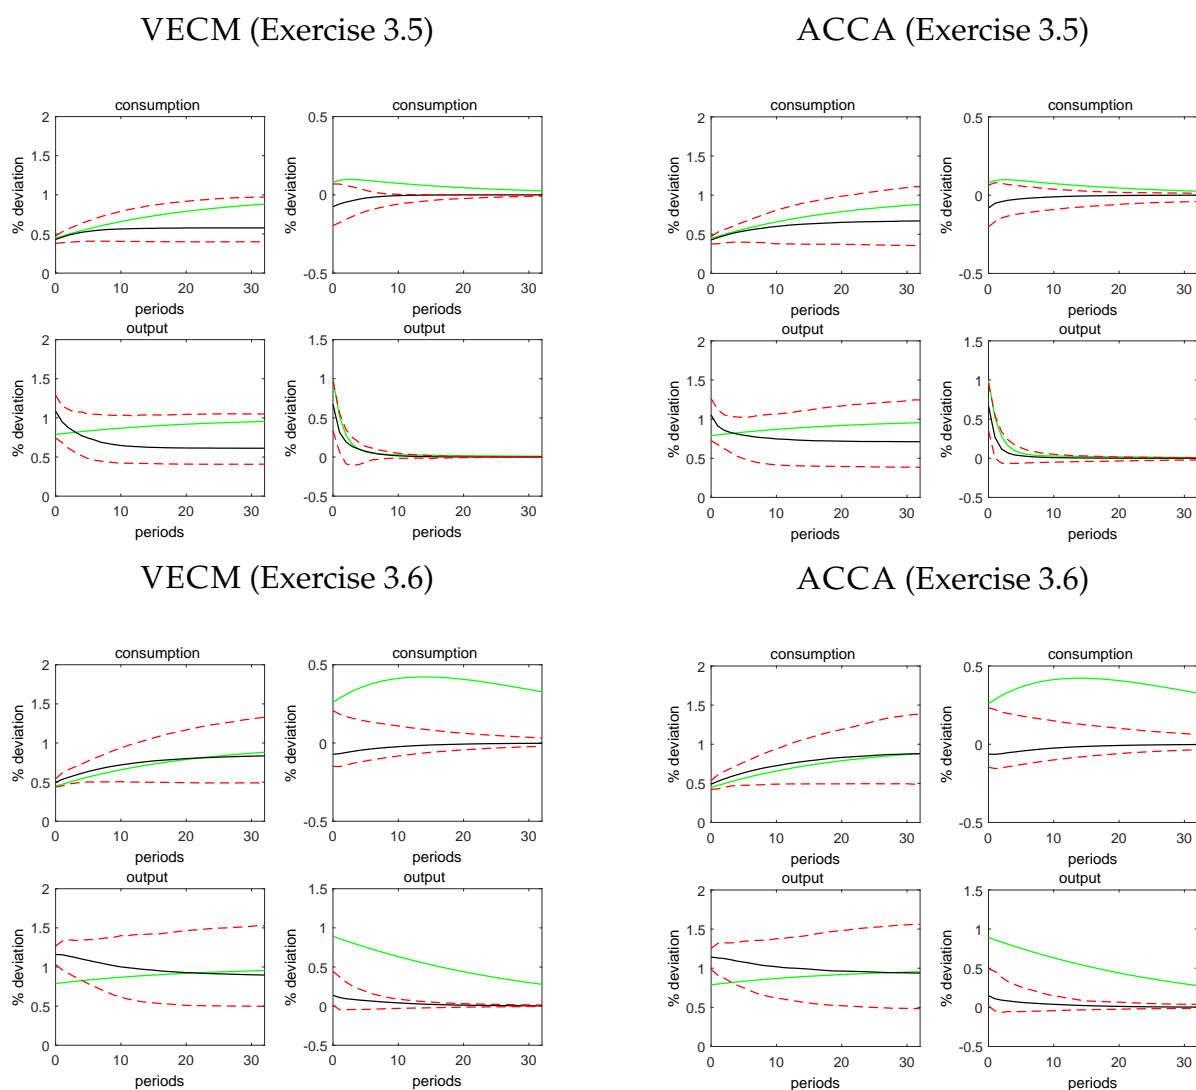 VECM (Exercise 3.5)
ACCA (Exercise 3.5)
consumption
% deviation
2
1.5
1
0.5
0
0 10 20 30
periods
consumption
% deviation
0.5
0
-0.5
0 10 20 30
periods
consumption
% deviation
2
1.5
1
0.5
0
0 10 20 30
periods
consumption
% deviation
0.5
0
-0.5
0 10 20 30
periods
output
% deviation
2
1.5
1
0.5
0
0 10 20 30
periods
output
% deviation
1.5
1
0.5
0
-0.5
0 10 20 30
periods
output
% deviation
2
1.5
1
0.5
0
0 10 20 30
periods
output
% deviation
1.5
1
0.5
0
-0.5
0 10 20 30
periods
VECM (Exercise 3.6)
ACCA (Exercise 3.6)
consumption
% deviation
2
1.5
1
0.5
0
0 10 20 30
periods
consumption
% deviation
0.5
0
-0.5
0 10 20 30
periods
consumption
% deviation
2
1.5
1
0.5
0
0 10 20 30
periods
consumption
% deviation
0.5
0
-0.5
0 10 20 30
periods
output
% deviation
2
1.5
1
0.5
0
0 10 20 30
periods
output
% deviation
1.5
1
0.5
0
-0.5
0 10 20 30
periods
output
% deviation
2
1.5
1
0.5
0
0 10 20 30
periods
output
% deviation
1.5
1
0.5
0
-0.5
0 10 20 30
periods